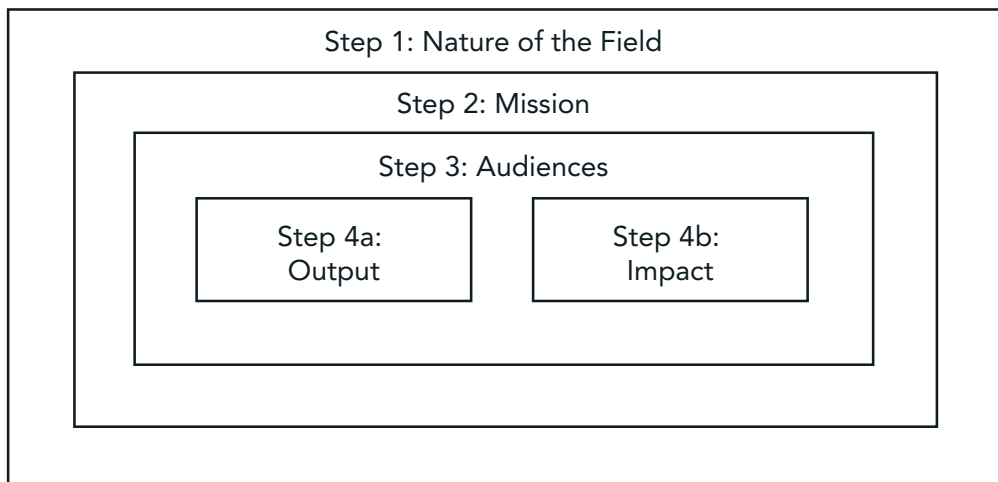 Step 1: Nature of the Field
Step 2: Mission
Step 3: Audiences
Step 4a:
Output
Step 4b:
Impact